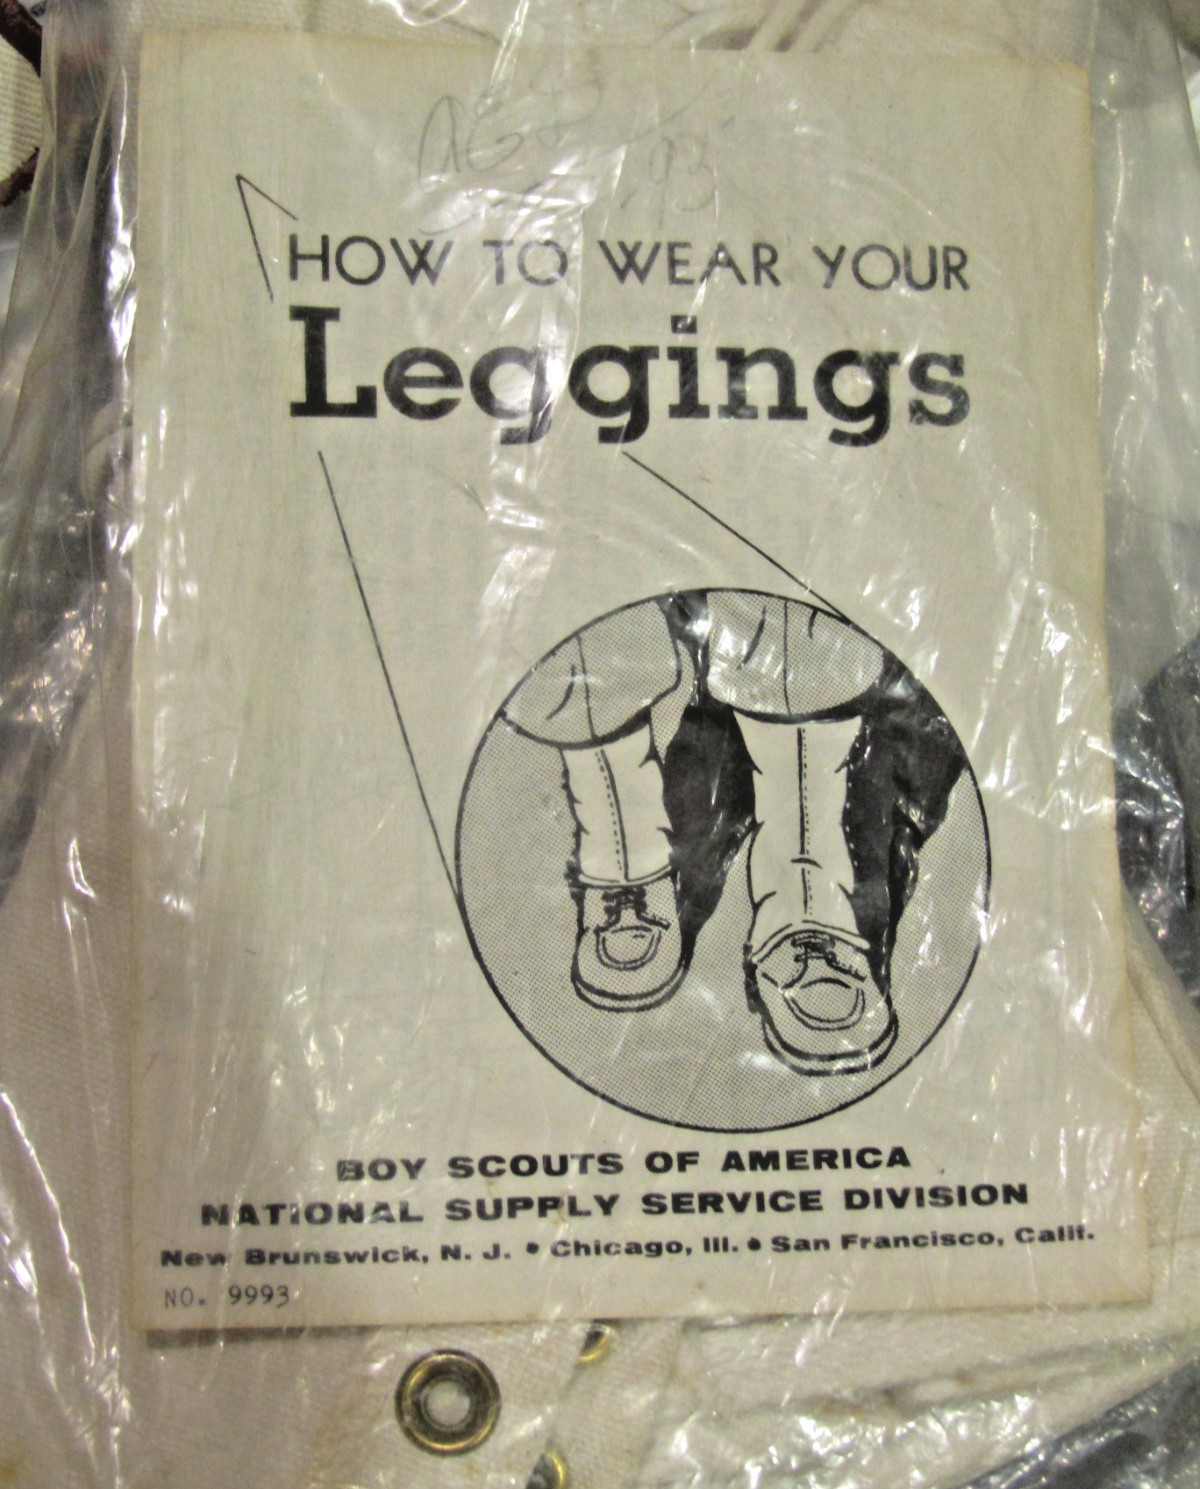 HOW TO WEAR YOUR
Leggings
BOY SCOUTS OF AMERICA
NATIONAL SUPPLY SERVICE DIVISION
New Brunswick, N. J. • Chicago, Ill. • San Francisco, Calif.
NO. 9993